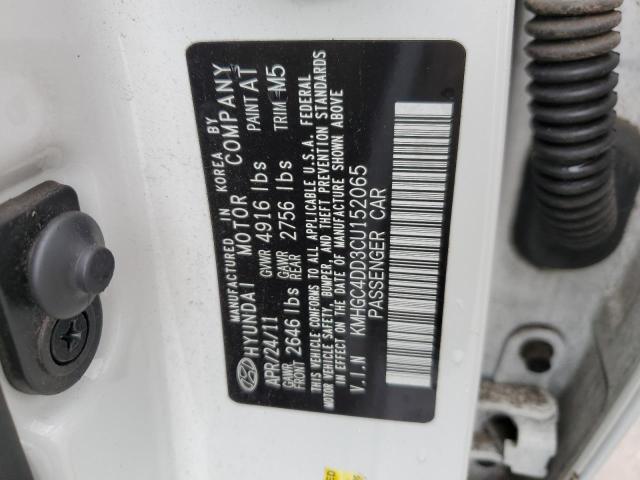 MANUFACTURED IN KOREA BY
HYUNDAI MOTOR COMPANY
APR/24/11 GVWR 4916 lbs PAINT AT
GAWR FRONT 2646 lbs GAWR REAR 2756 lbs TRIM M5
THIS VEHICLE CONFORMS TO ALL APPLICABLE U.S.A. FEDERAL
MOTOR VEHICLE SAFETY, BUMPER, AND THEFT PREVENTION STANDARDS
IN EFFECT ON THE DATE OF MANUFACTURE SHOWN ABOVE
V.I.N KMHGC4DD3CU152065
PASSENGER CAR